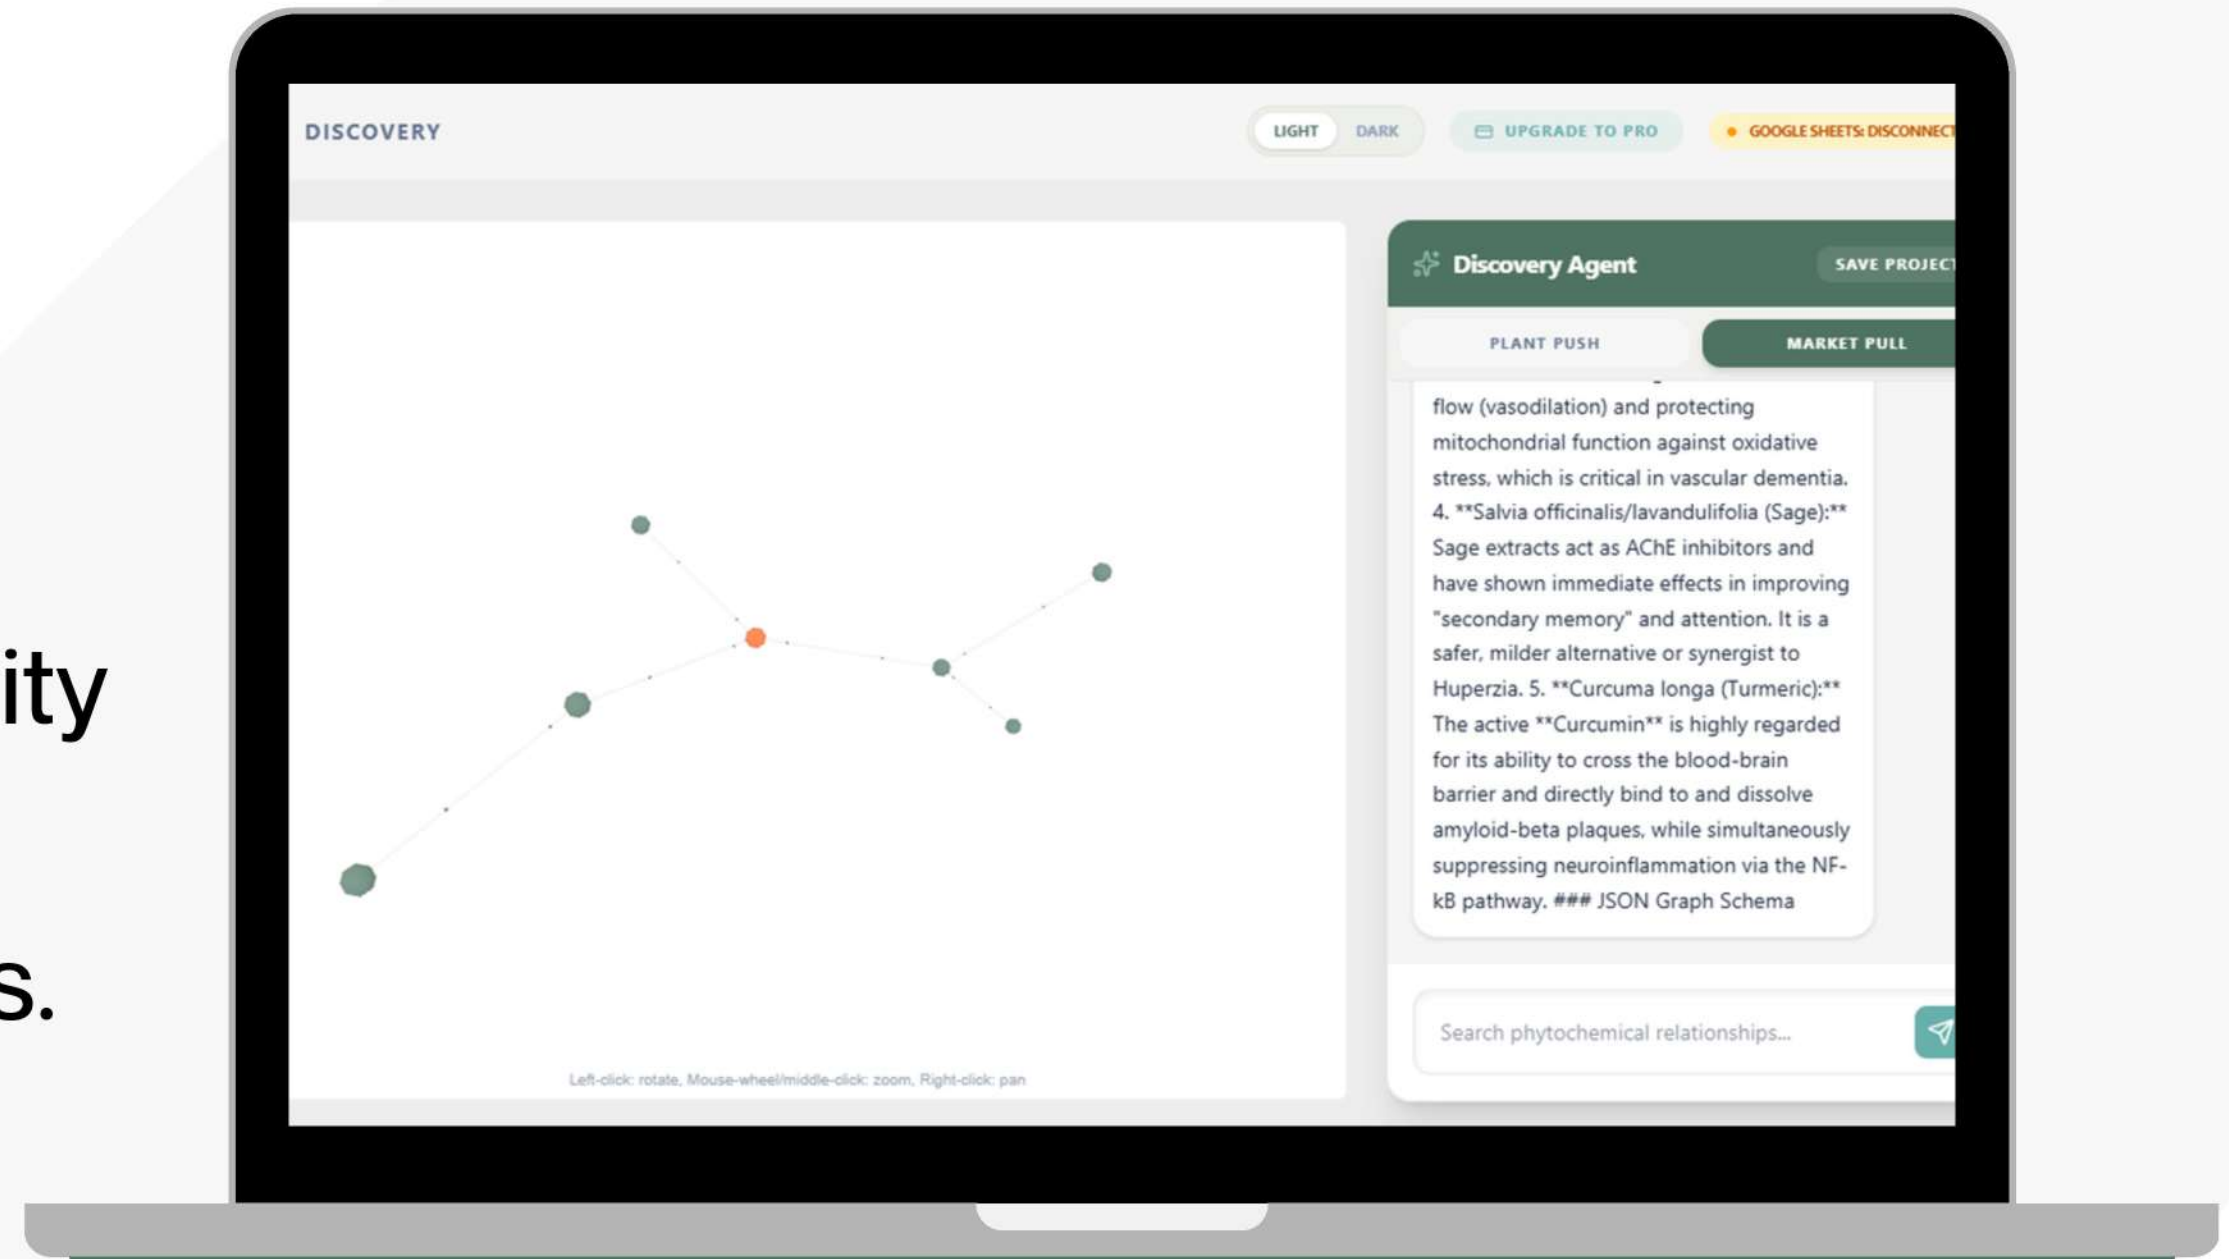 ity
s.
DISCOVERY
LIGHT DARK
UPGRADE TO PRO
GOOGLE SHEETS: DISCONNECT
Left-click: rotate, Mouse-wheel/middle-click: zoom, Right-click: pan
Discovery Agent
SAVE PROJECT
PLANT PUSH
MARKET PULL
flow (vasodilation) and protecting
mitochondrial function against oxidative
stress, which is critical in vascular dementia.
4. **Salvia officinalis/lavandulifolia (Sage):**
Sage extracts act as AChE inhibitors and
have shown immediate effects in improving
"secondary memory" and attention. It is a
safer, milder alternative or synergist to
Huperzia. 5. **Curcuma longa (Turmeric):**
The active **Curcumin** is highly regarded
for its ability to cross the blood-brain
barrier and directly bind to and dissolve
amyloid-beta plaques, while simultaneously
suppressing neuroinflammation via the NF-
kB pathway. ### JSON Graph Schema
Search phytochemical relationships...